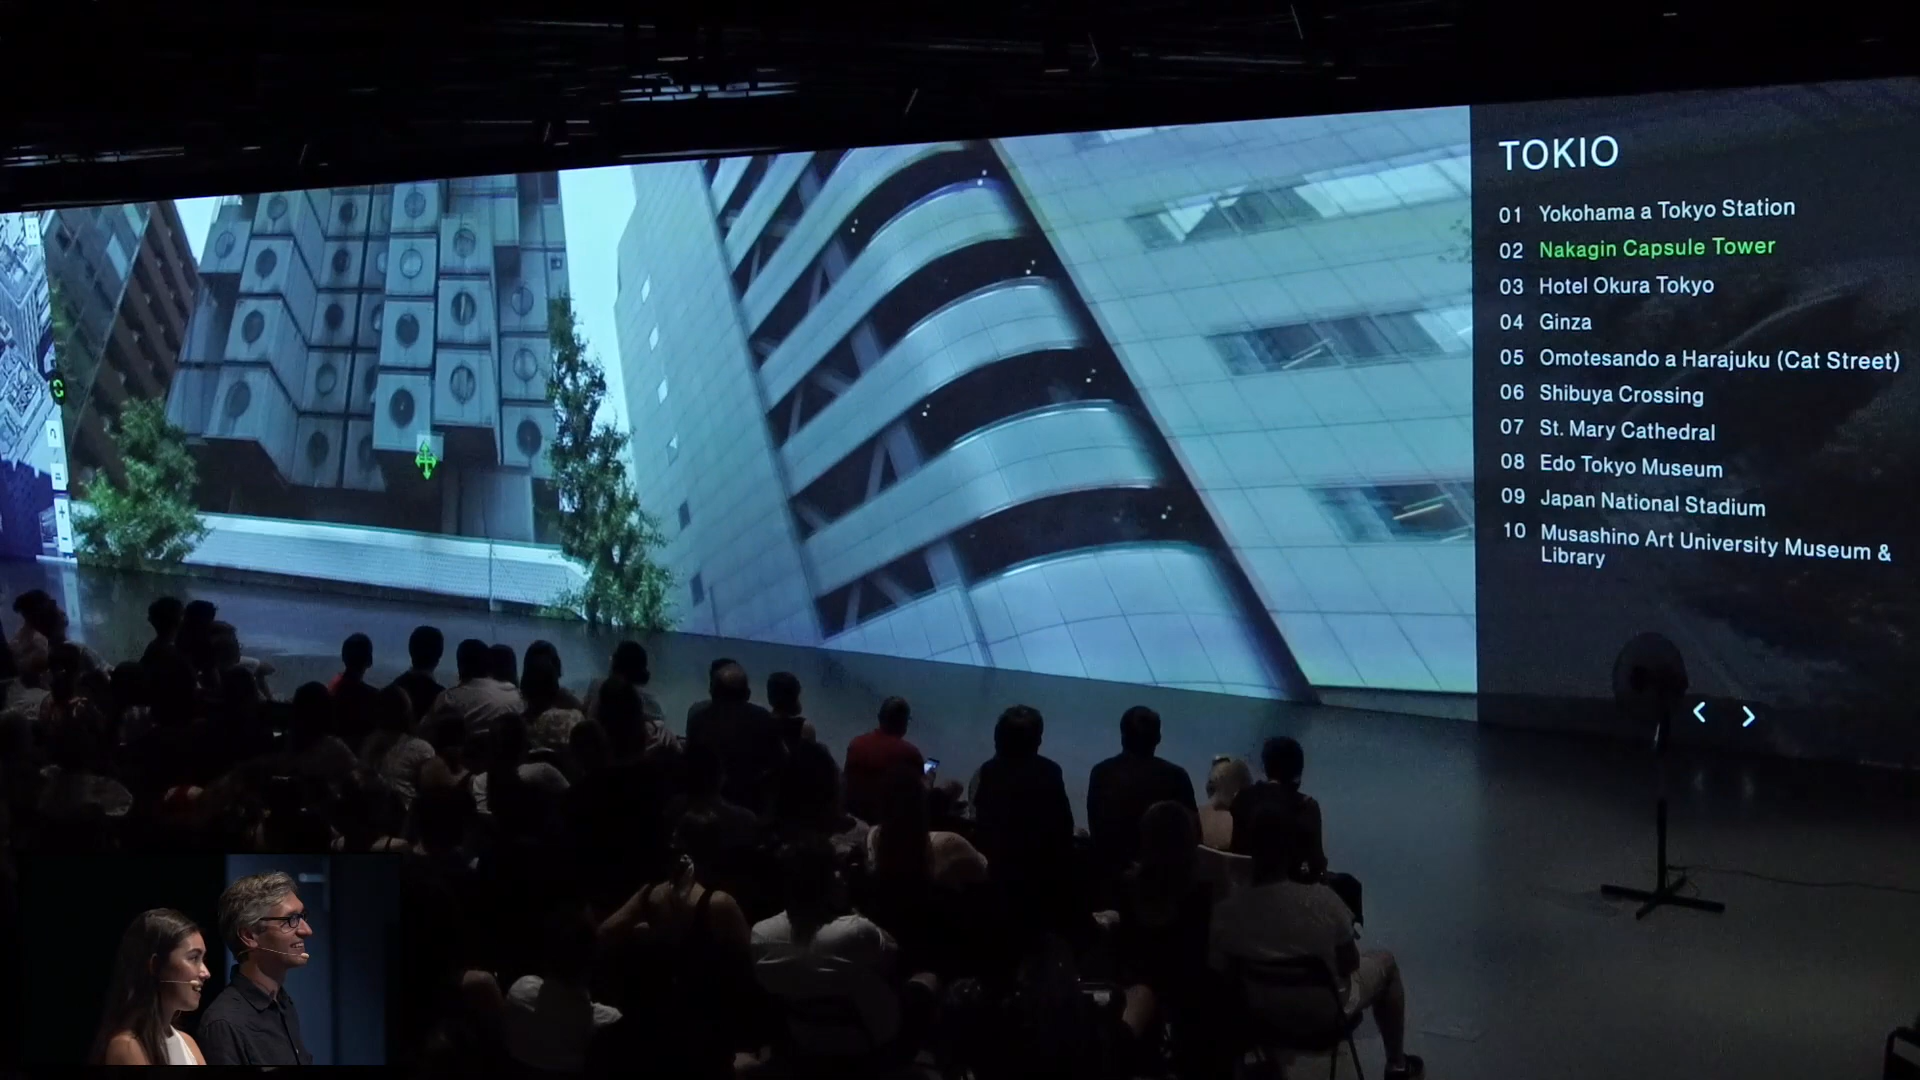 TOKIO
01 Yokohama a Tokyo Station
02 Nakagin Capsule Tower
03 Hotel Okura Tokyo
04 Ginza
05 Omotesando a Harajuku (Cat Street)
06 Shibuya Crossing
07 St. Mary Cathedral
08 Edo Tokyo Museum
09 Japan National Stadium
10 Musashino Art University Museum &
Library